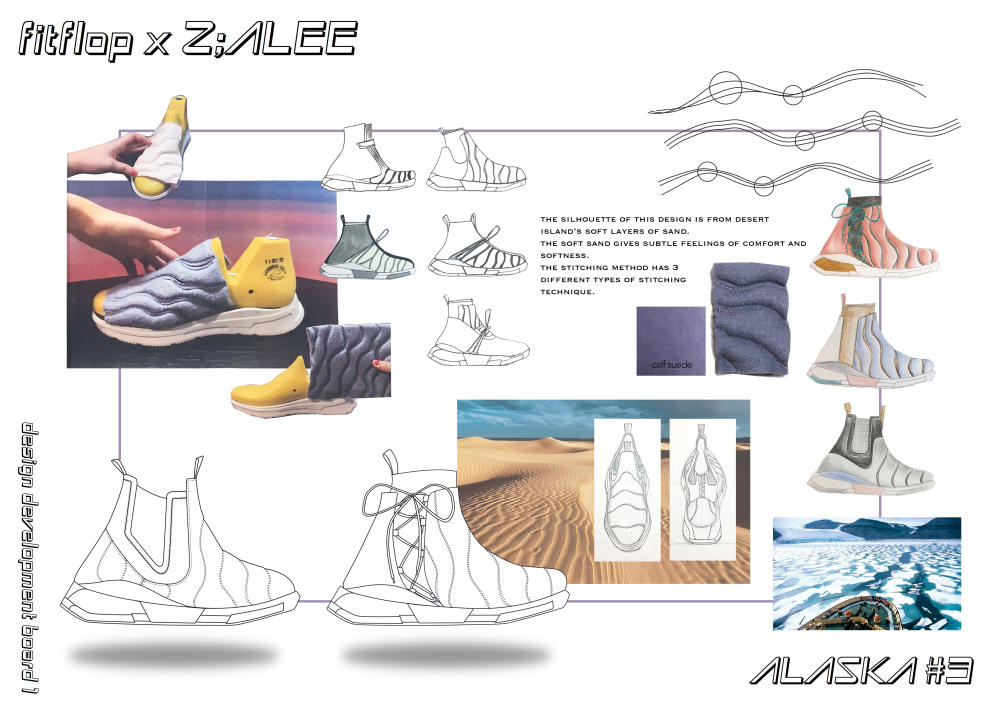 fitflop x Z;ALEE
THE SILHOUETTE OF THIS DESIGN IS FROM DESERT
ISLAND'S SOFT LAYERS OF SAND.
THE SOFT SAND GIVES SUBTLE FEELINGS OF COMFORT AND
SOFTNESS.
THE STITCHING METHOD HAS 3
DIFFERENT TYPES OF STITCHING
TECHNIQUE.
calf suede
design development board 1
ALASKA #3